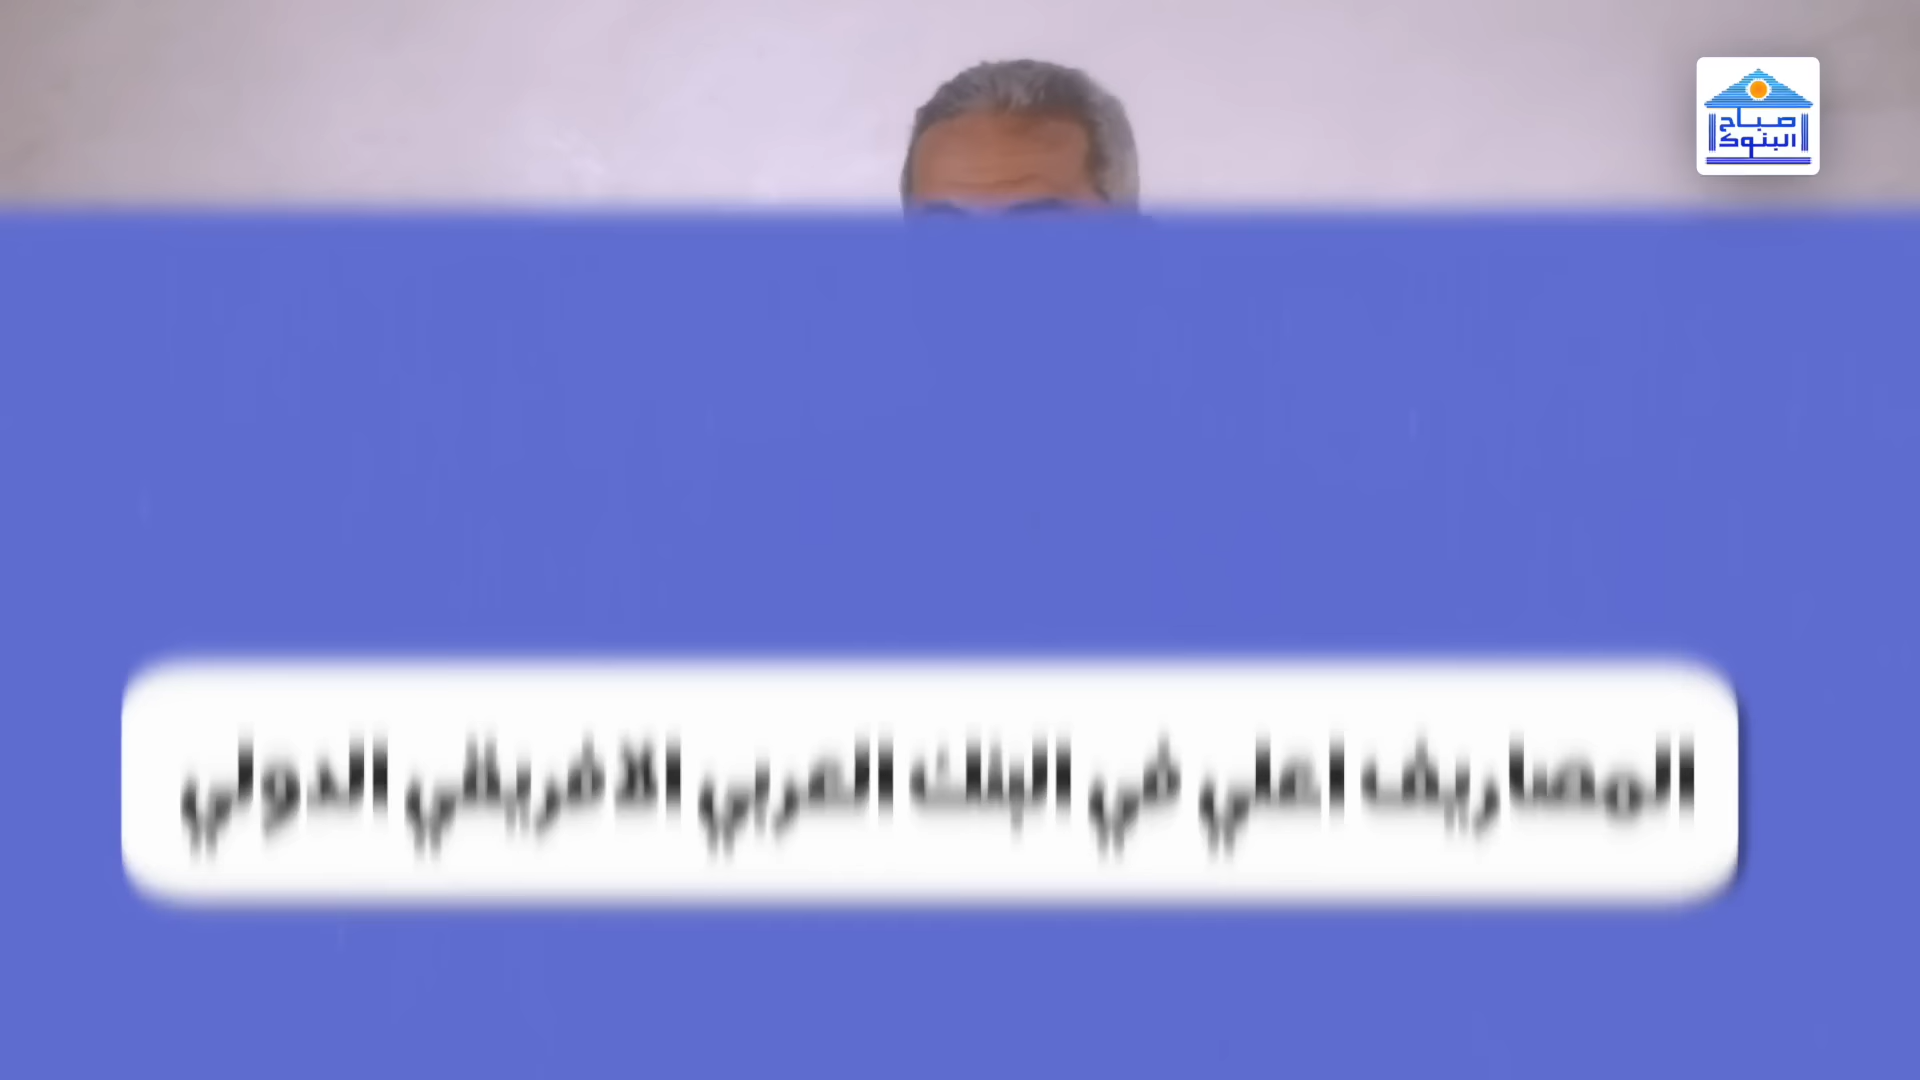 صباح
البنوك
المصاريف اعلي في البنك العربي الافريقي الدولي